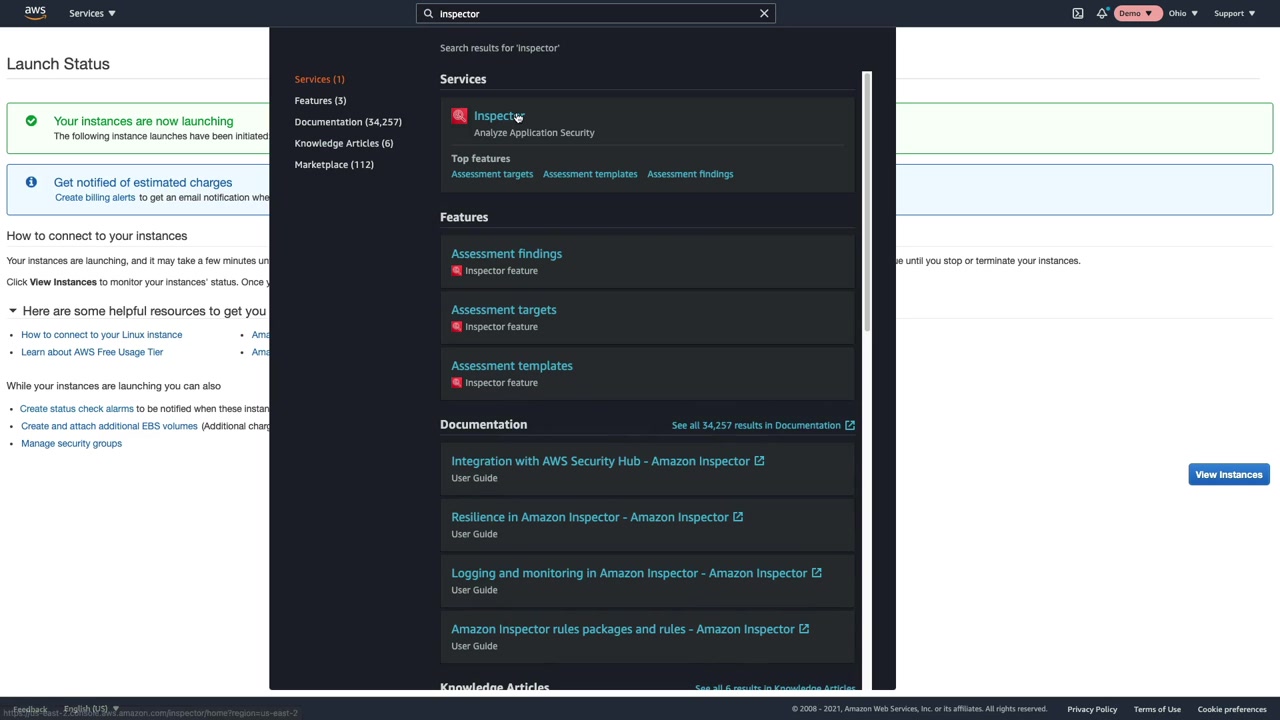 aws
Services
Inspector
Demo
Ohio
Support
Search results for 'Inspector'
Launch Status
Services (1)
Features (3)
Documentation (34,257)
Knowledge Articles (6)
Marketplace (112)
Services
Inspector
Analyze Application Security
Top features
Assessment targets Assessment templates Assessment findings
Features
Assessment findings
Inspector feature
Assessment targets
Inspector feature
Assessment templates
Inspector feature
Documentation
See all 34,257 results in Documentation
Integration with AWS Security Hub - Amazon Inspector
User Guide
Resilience in Amazon Inspector - Amazon Inspector
User Guide
Logging and monitoring in Amazon Inspector - Amazon Inspector
User Guide
Amazon Inspector rules packages and rules - Amazon Inspector
User Guide
Knowledge Articles
See all 6 results in Knowledge Articles
Your instances are now launching
The following instance launches have been initiated:
Get notified of estimated charges
Create billing alerts to get an email notification whe
How to connect to your instances
Your instances are launching, and it may take a few minutes un
ue until you stop or terminate your instances.
Click View Instances to monitor your instances' status. Once y
Here are some helpful resources to get you
How to connect to your Linux instance
Ama
Learn about AWS Free Usage Tier
Ama
While your instances are launching you can also
Create status check alarms to be notified when these instan
Create and attach additional EBS volumes (Additional charg
Manage security groups
View Instances
Feedback English (US)
https://us-east-2.console.aws.amazon.com/inspector/home?region=us-east-2
© 2008 - 2021, Amazon Web Services, Inc. or its affiliates. All rights reserved.
Privacy Policy
Terms of Use
Cookie preferences